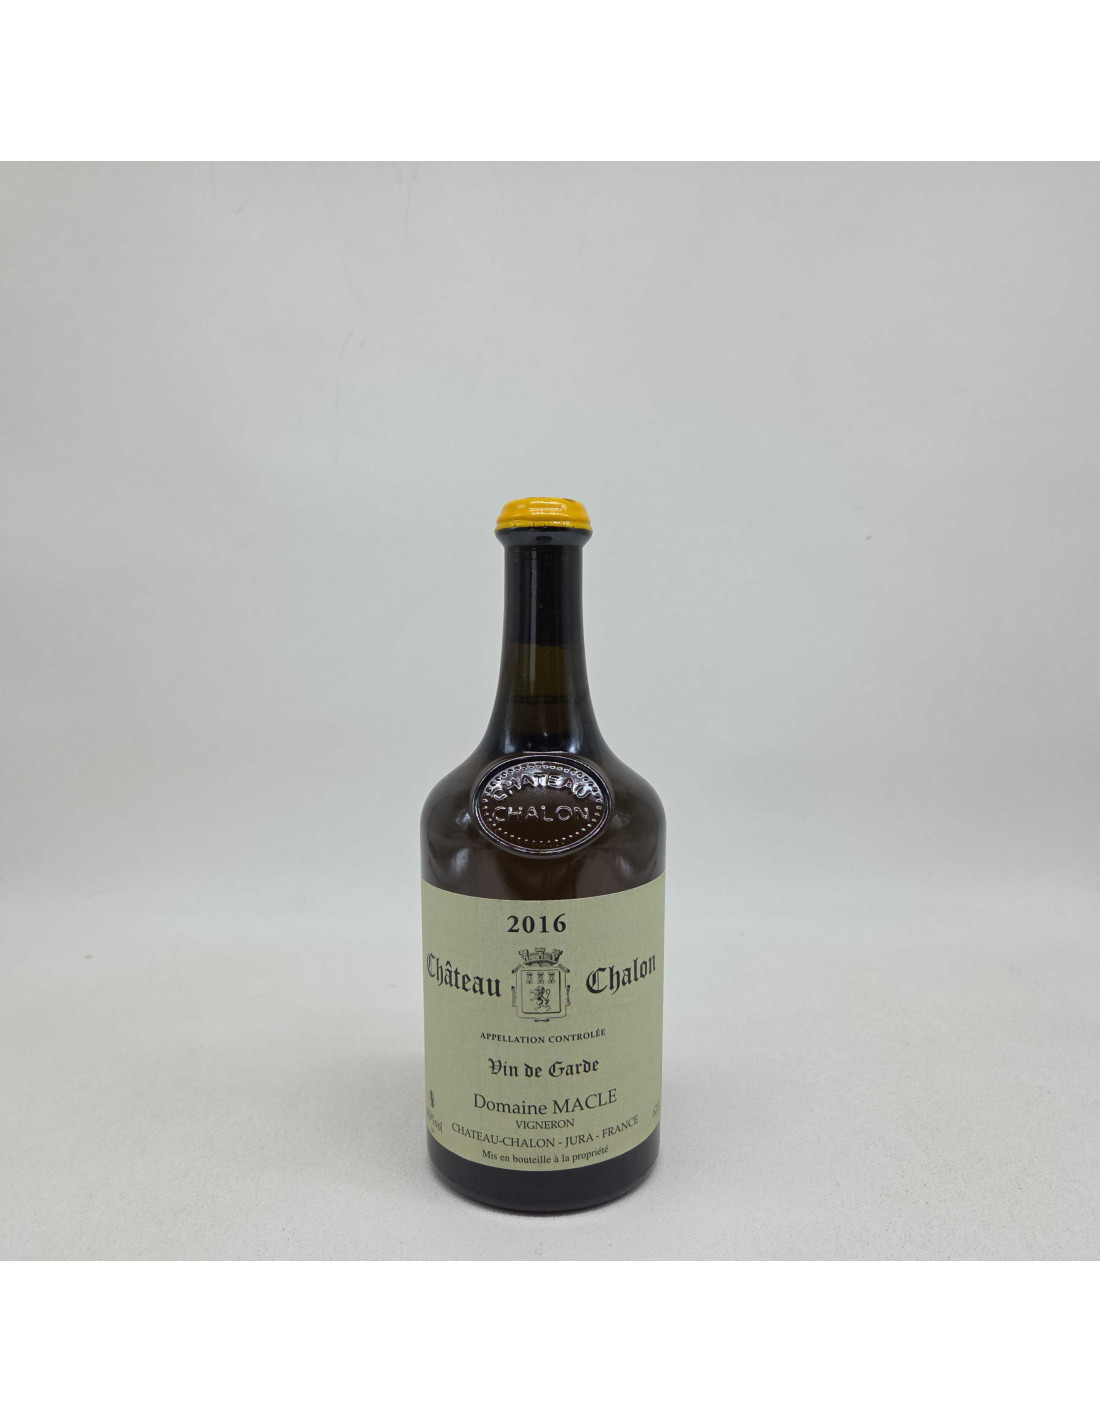 CHATEAU
CHALON
2016
Château Chalon
APPELLATION CONTROLÉE
Vin de Garde
Domaine MACLE
VIGNERON
CHATEAU-CHALON - JURA - FRANCE
Mis en bouteille à la propriété